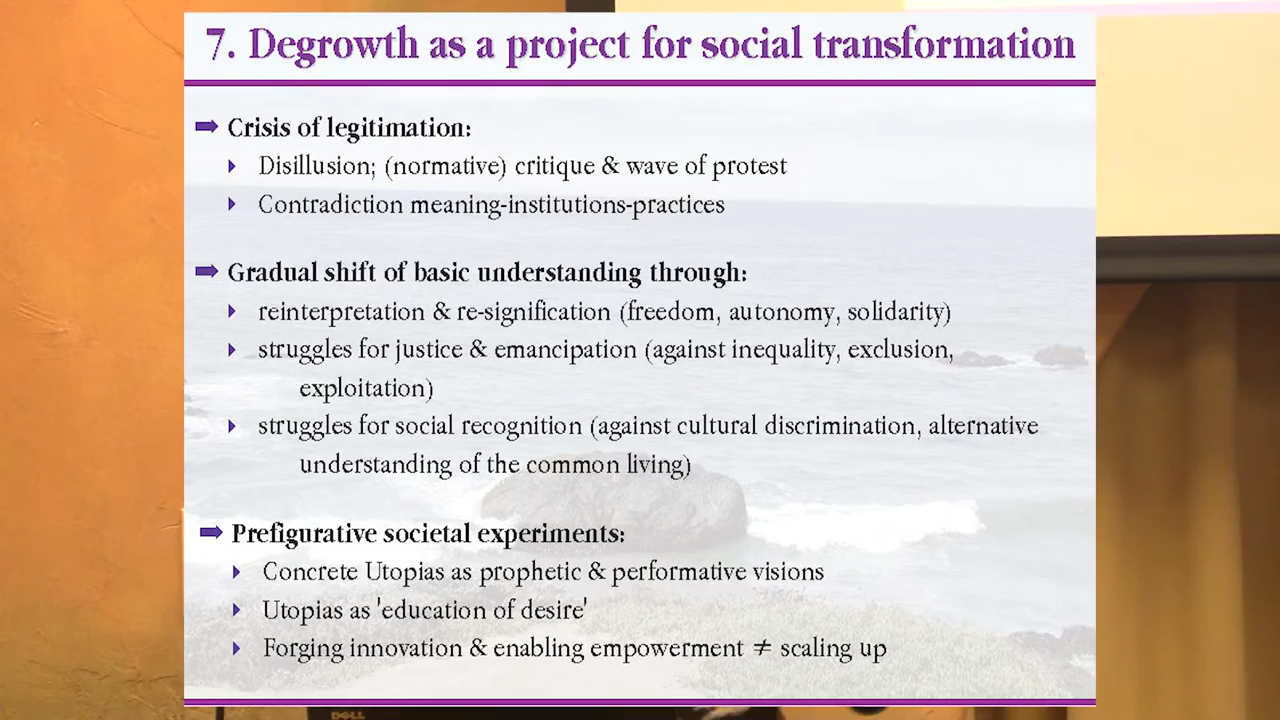 7. Degrowth as a project for social transformation
Crisis of legitimation:
Disillusion; (normative) critique & wave of protest
Contradiction meaning-institutions-practices
Gradual shift of basic understanding through:
reinterpretation & re-signification (freedom, autonomy, solidarity)
struggles for justice & emancipation (against inequality, exclusion,
exploitation)
struggles for social recognition (against cultural discrimination, alternative
understanding of the common living)
Prefigurative societal experiments:
Concrete Utopias as prophetic & performative visions
Utopias as 'education of desire'
Forging innovation & enabling empowerment ≠ scaling up
DELL